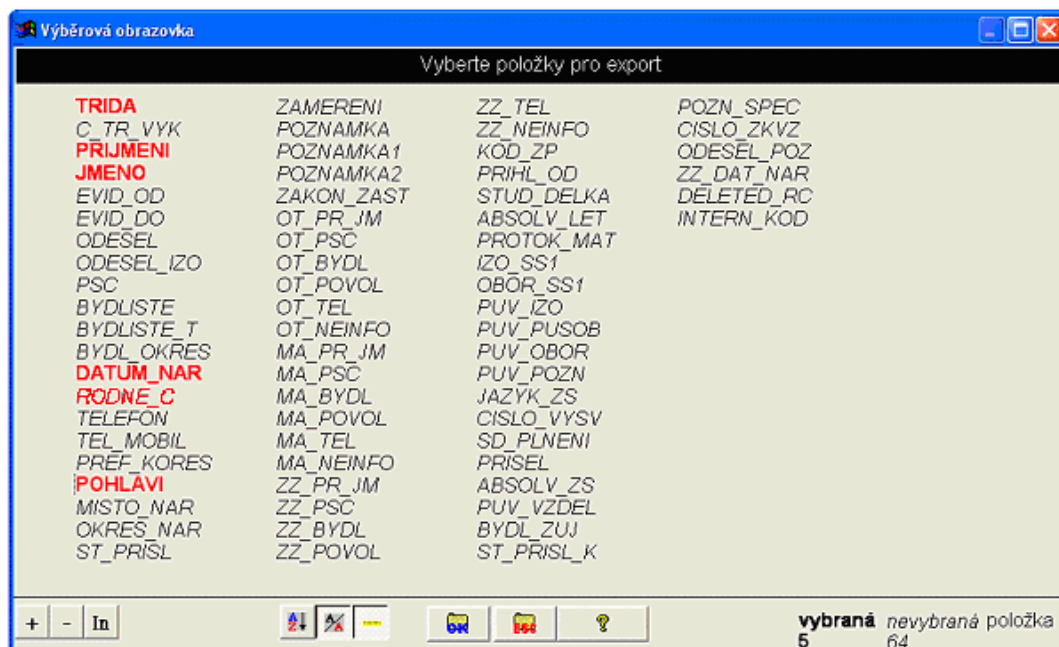 Výběrová obrazovka
Vyberte položky pro export
TRIDA
C_TR_VYK
PRIJMENI
JMENO
EVID_OD
EVID_DO
ODESEL
ODESEL_IZO
PSC
BYDLISTE
BYDLISTE_T
BYDL_OKRES
DATUM_NAR
RODNE_C
TELEFON
TEL_MOBIL
PREF_KORES
POHLAVI
MISTO_NAR
OKRES_NAR
ST_PRISL
ZAMERENI
POZNAMKA
POZNAMKA1
POZNAMKA2
ZAKON_ZAST
OT_PR_JM
OT_PSC
OT_BYDL
OT_POVOL
OT_TEL
OT_NEINFO
MA_PR_JM
MA_PSC
MA_BYDL
MA_POVOL
MA_TEL
MA_NEINFO
ZZ_PR_JM
ZZ_PSC
ZZ_BYDL
ZZ_POVOL
ZZ_TEL
ZZ_NEINFO
KOD_ZP
PRIHL_OD
STUD_DELKA
ABSOLV_LET
PROTOK_MAT
IZO_SS1
OBOR_SS1
PUV_IZO
PUV_PUSOB
PUV_OBOR
PUV_POZN
JAZYK_ZS
CISLO_VYSV
SD_PLNENI
PRISEL
ABSOLV_ZS
PUV_VZDEL
BYDL_ZUJ
ST_PRISL_K
POZN_SPEC
CISLO_ZKVZ
ODESEL_POZ
ZZ_DAT_NAR
DELETED_RC
INTERN_KOD
+ - In A Z A/A OK ESC ?
vybraná nevybraná položka
5 64